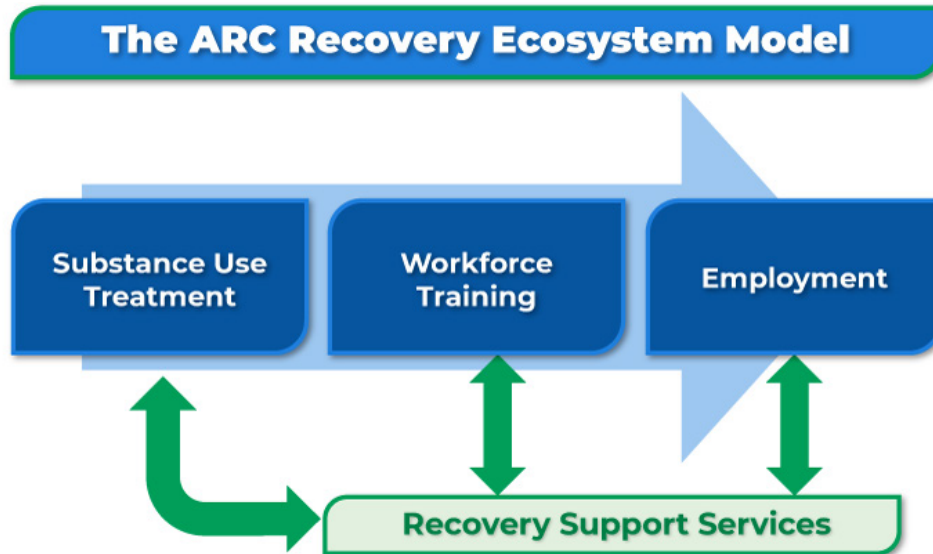 The ARC Recovery Ecosystem Model
Substance Use
Treatment
Workforce
Training
Employment
Recovery Support Services